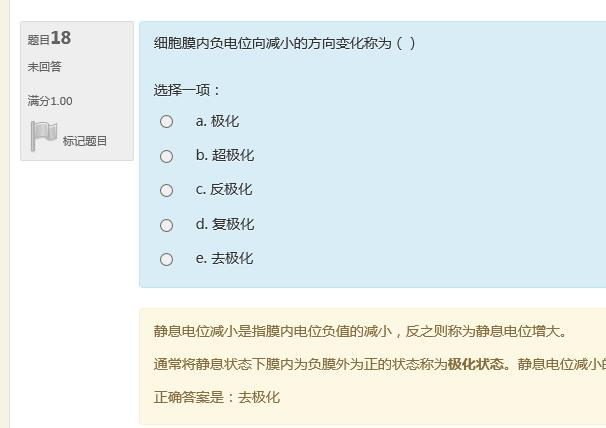 题目18
未回答
满分1.00
标记题目
细胞膜内负电位向减小的方向变化称为（ ）
选择一项：
a. 极化
b. 超极化
c. 反极化
d. 复极化
e. 去极化
静息电位减小是指膜内电位负值的减小，反之则称为静息电位增大。
通常将静息状态下膜内为负膜外为正的状态称为极化状态。静息电位减小的
正确答案是：去极化